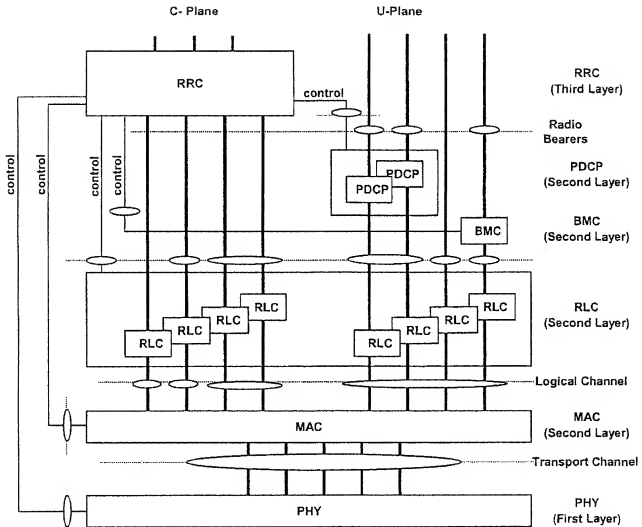 C- Plane
U-Plane
RRC
control
RRC
(Third Layer)
Radio
Bearers
control
control
control
control
PDCP
PDCP
PDCP
(Second Layer)
BMC
BMC
(Second Layer)
RLC
RLC
RLC
RLC
RLC
RLC
RLC
RLC
RLC
(Second Layer)
Logical Channel
MAC
MAC
(Second Layer)
Transport Channel
PHY
PHY
(First Layer)